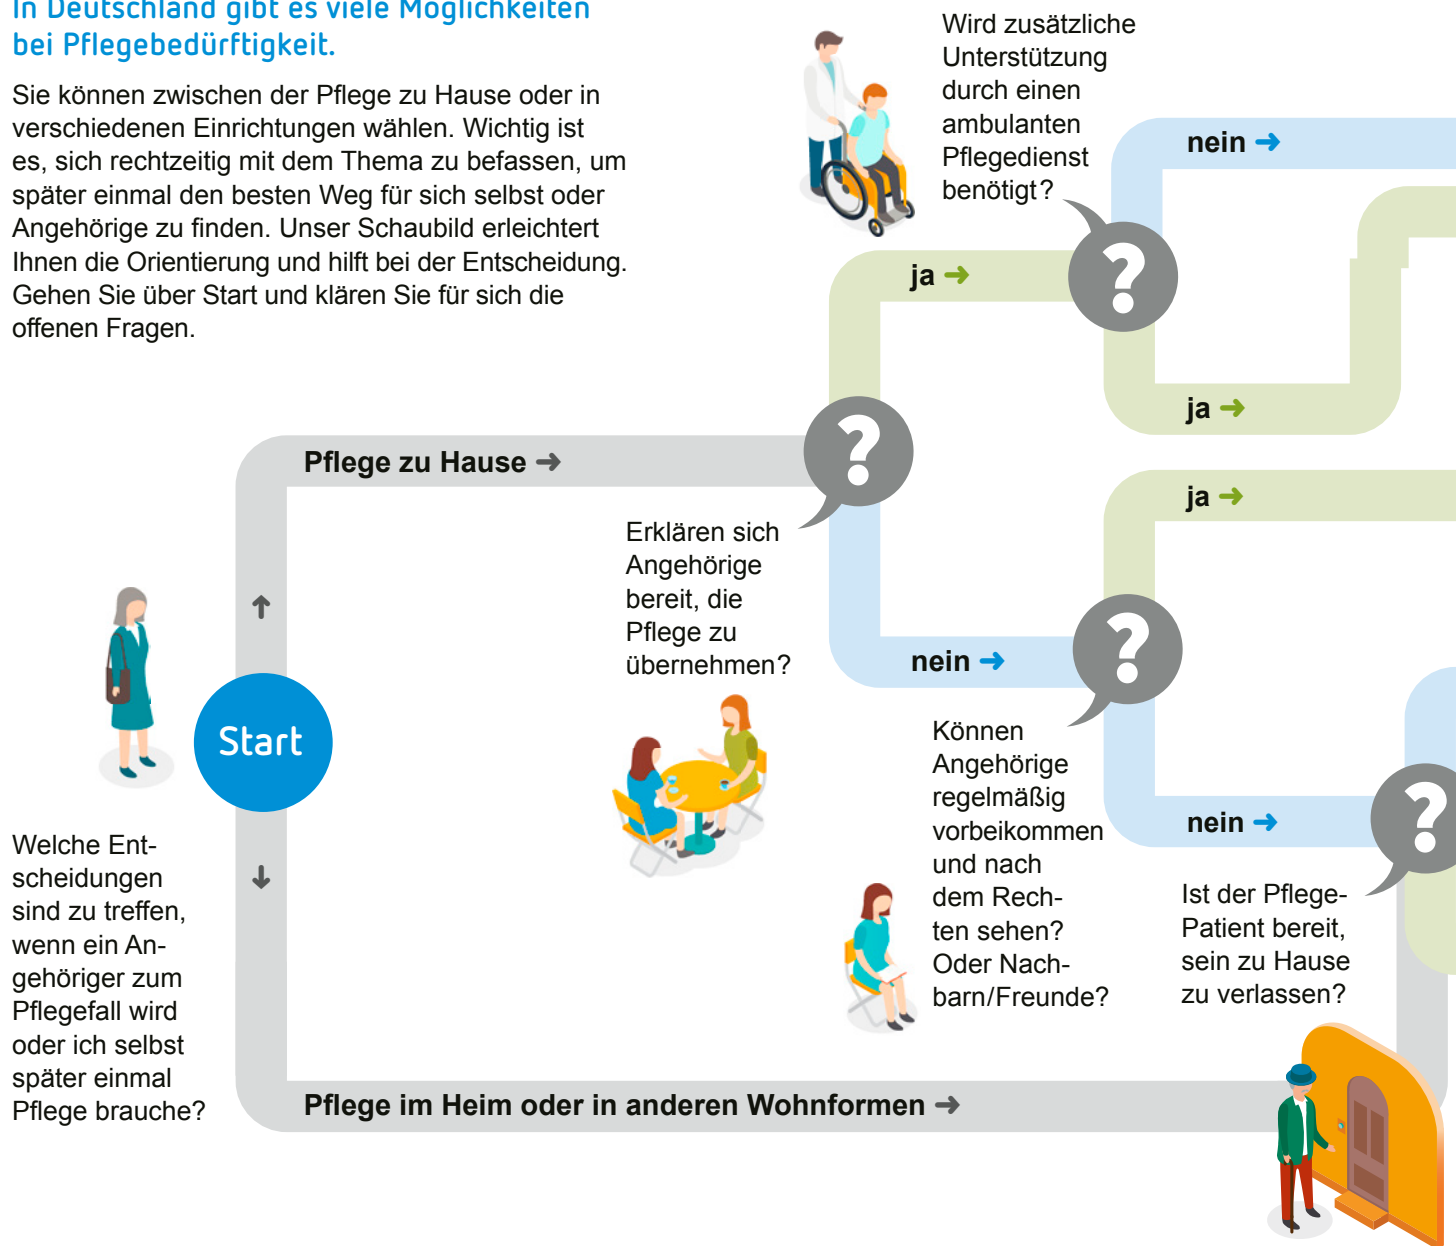 In Deutschland gibt es viele Möglichkeiten
bei Pflegebedürftigkeit.
Sie können zwischen der Pflege zu Hause oder in
verschiedenen Einrichtungen wählen. Wichtig ist
es, sich rechtzeitig mit dem Thema zu befassen, um
später einmal den besten Weg für sich selbst oder
Angehörige zu finden. Unser Schaubild erleichtert
Ihnen die Orientierung und hilft bei der Entscheidung.
Gehen Sie über Start und klären Sie für sich die
offenen Fragen.
Wird zusätzliche
Unterstützung
durch einen
ambulanten
Pflegedienst
benötigt?
nein →
ja →
?
ja →
Pflege zu Hause →
?
ja →
Erklären sich
Angehörige
bereit, die
Pflege zu
übernehmen?
nein →
?
Start
Können
Angehörige
regelmäßig
vorbeikommen
und nach
dem Rech-
ten sehen?
Oder Nach-
barn/Freunde?
nein →
?
Ist der Pflege-
Patient bereit,
sein zu Hause
zu verlassen?
Welche Ent-
scheidungen
sind zu treffen,
wenn ein An-
gehöriger zum
Pflegefall wird
oder ich selbst
später einmal
Pflege brauche?
Pflege im Heim oder in anderen Wohnformen →